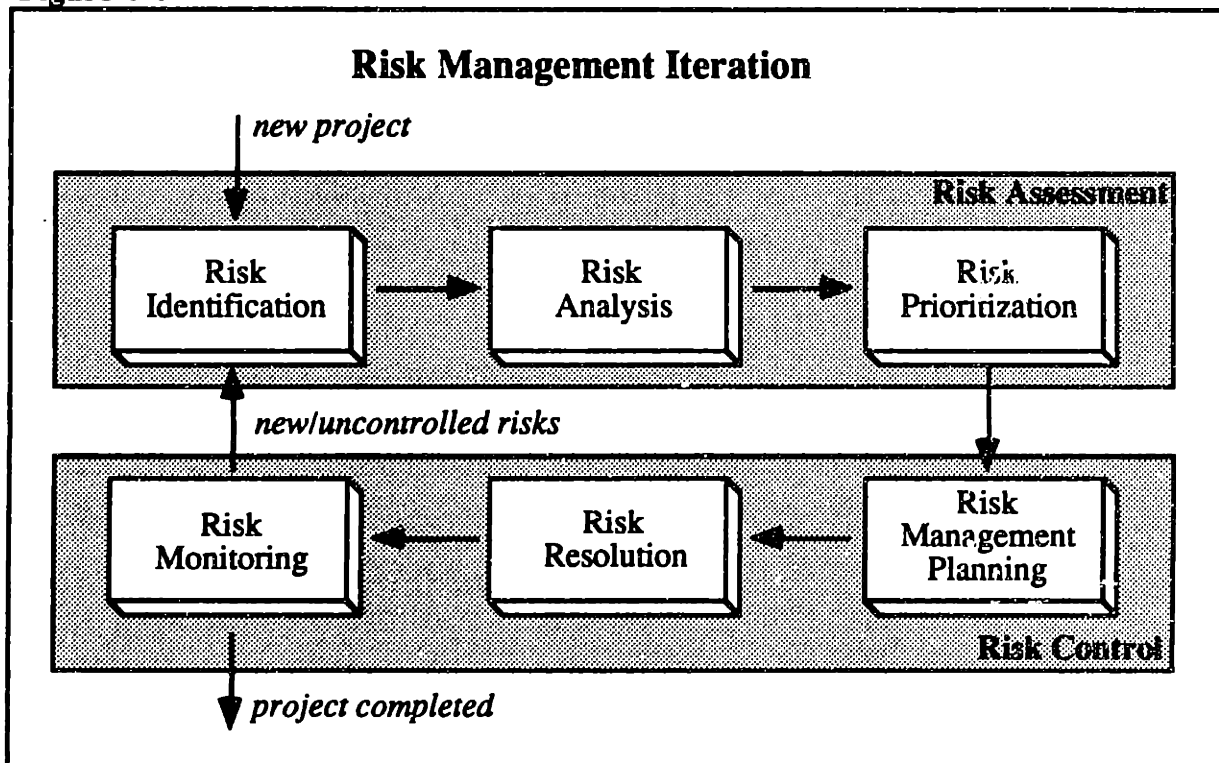 Risk Management Iteration
new project
Risk Assessment
Risk
Identification
Risk
Analysis
Risk
Prioritization
new/uncontrolled risks
Risk
Monitoring
Risk
Resolution
Risk
Management
Planning
Risk Control
project completed